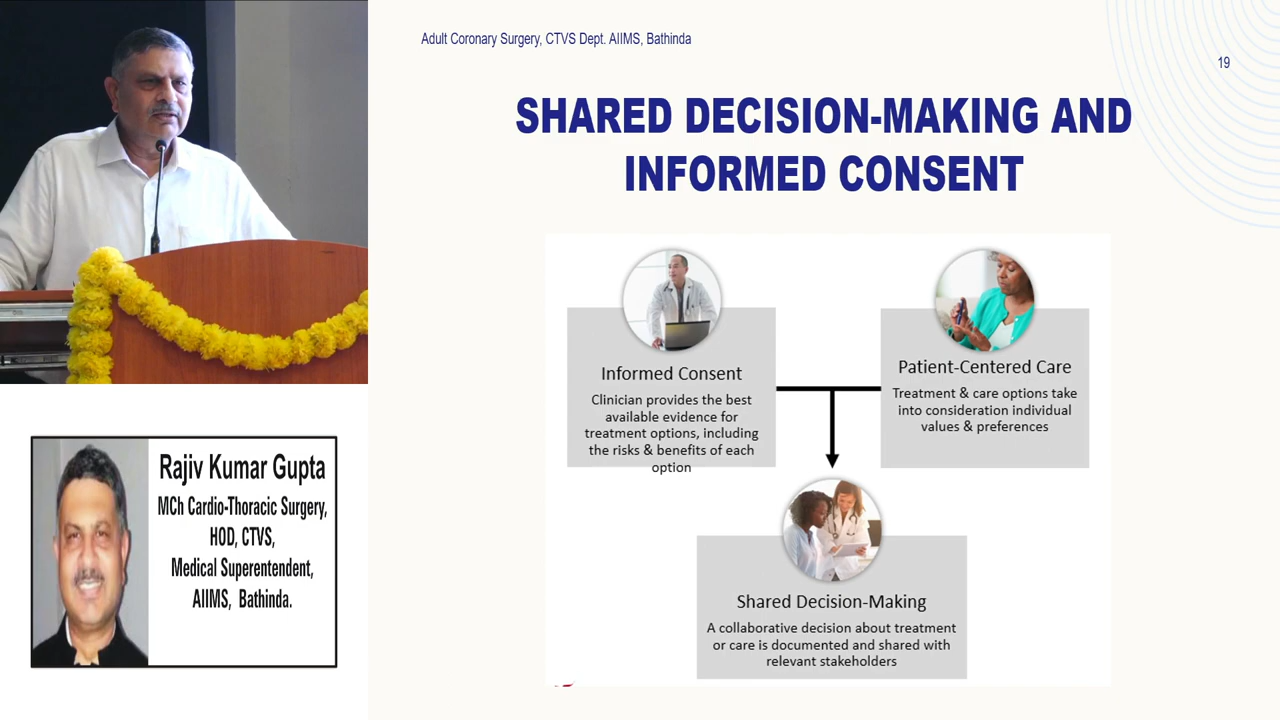 Adult Coronary Surgery, CTVS Dept. AIIMS, Bathinda
19
SHARED DECISION-MAKING AND
INFORMED CONSENT
Informed Consent
Clinician provides the best
available evidence for
treatment options, including
the risks & benefits of each
option
Patient-Centered Care
Treatment & care options take
into consideration individual
values & preferences
Shared Decision-Making
A collaborative decision about treatment
or care is documented and shared with
relevant stakeholders
Rajiv Kumar Gupta
MCh Cardio-Thoracic Surgery,
HOD, CTVS,
Medical Superentendent,
AIIMS, Bathinda.